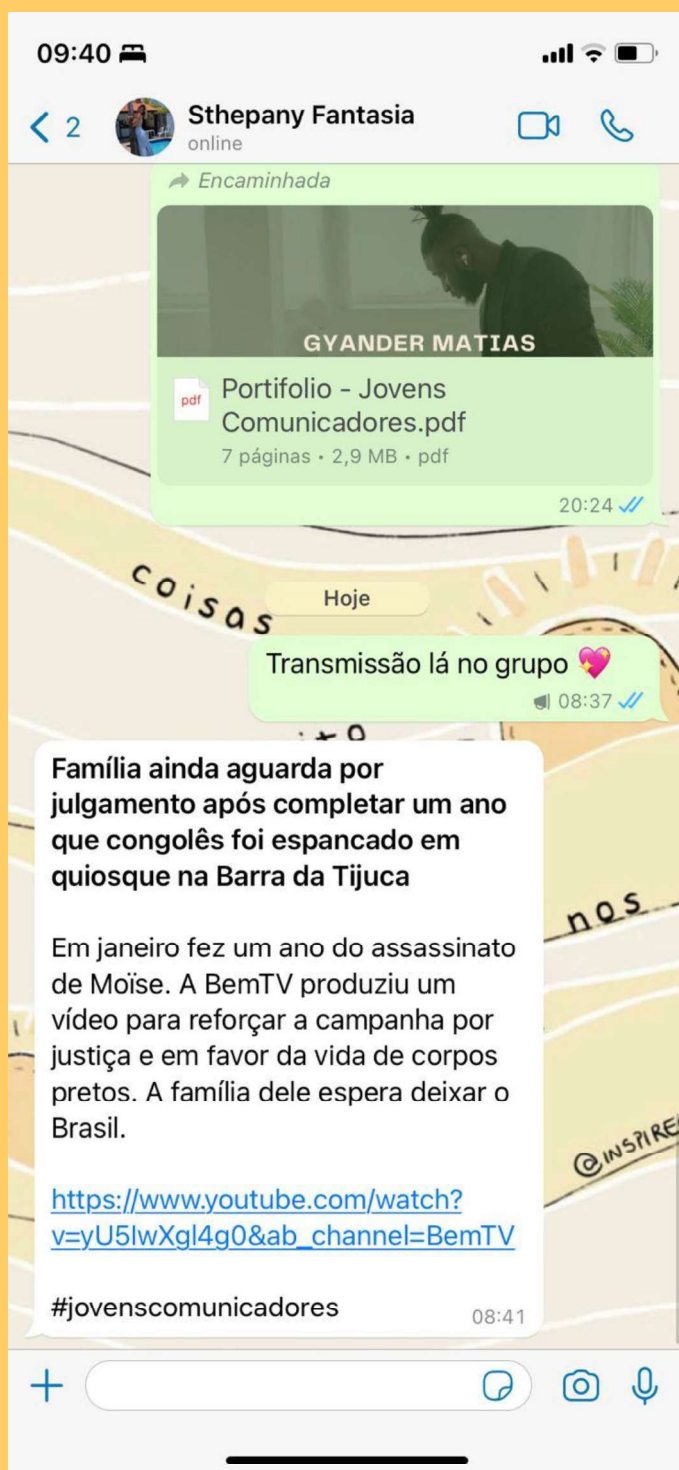 09:40
2
Sthepany Fantasia
online
Encaminhada
GYANDER MATIAS
pdf
Portifolio - Jovens
Comunicadores.pdf
7 páginas • 2,9 MB • pdf
20:24
coisas
Hoje
Transmissão lá no grupo 💖
08:37
Família ainda aguarda por
julgamento após completar um ano
que congolês foi espancado em
quiosque na Barra da Tijuca
nos
Em janeiro fez um ano do assassinato
de Moïse. A BemTV produziu um
vídeo para reforçar a campanha por
justiça e em favor da vida de corpos
pretos. A família dele espera deixar o
Brasil.
@INSPIRE
https://www.youtube.com/watch?
v=yU5IwXgl4g0&ab_channel=BemTV
#jovenscomunicadores
08:41